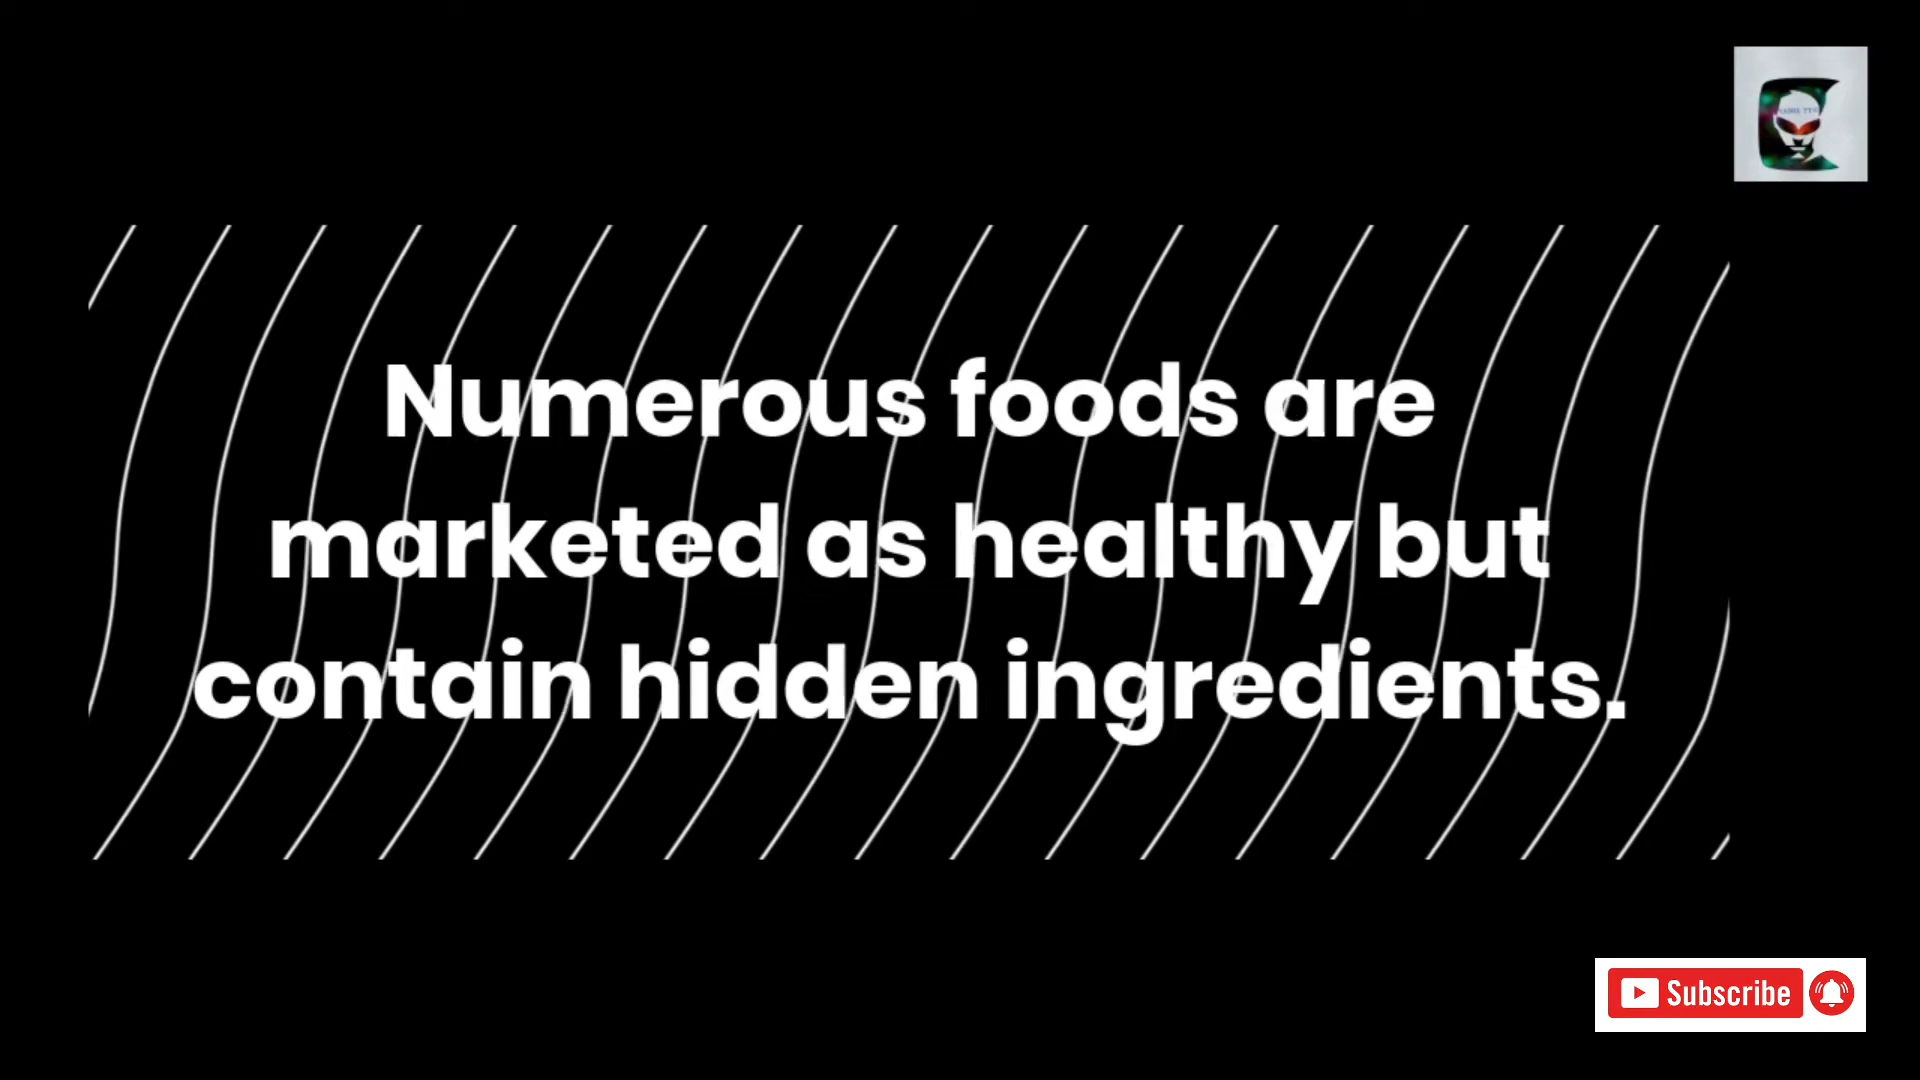 Numerous foods are
marketed as healthy but
contain hidden ingredients.
Subscribe